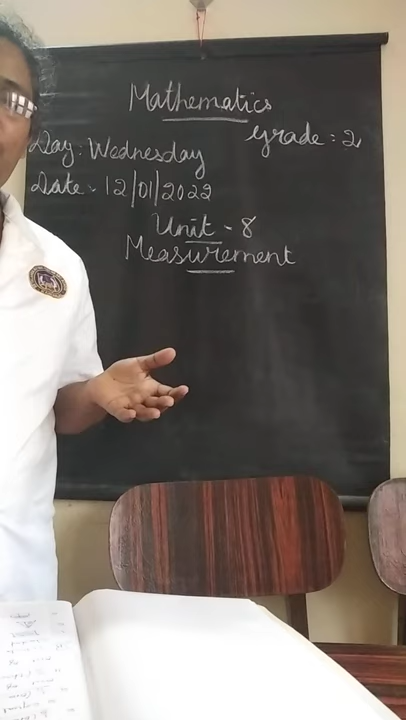 Mathematics
Grade : 2
Day : Wednesday
Date - 12/01/2022
Unit - 8
Measurement